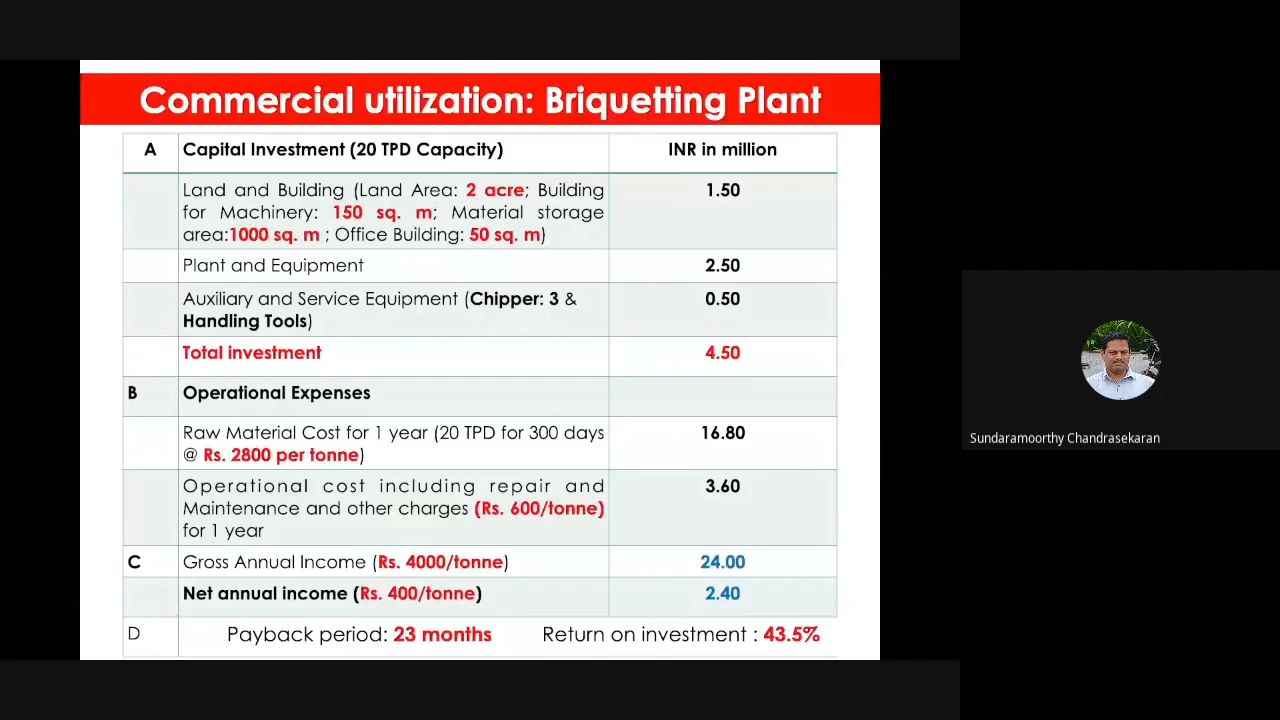 Commercial utilization: Briquetting Plant
A Capital Investment (20 TPD Capacity) INR in million
Land and Building (Land Area: 2 acre; Building 1.50
for Machinery: 150 sq. m; Material storage
area:1000 sq. m ; Office Building: 50 sq. m)
Plant and Equipment 2.50
Auxiliary and Service Equipment (Chipper: 3 & 0.50
Handling Tools)
Total investment 4.50
B Operational Expenses
Raw Material Cost for 1 year (20 TPD for 300 days 16.80
@ Rs. 2800 per tonne)
Operational cost including repair and 3.60
Maintenance and other charges (Rs. 600/tonne)
for 1 year
C Gross Annual Income (Rs. 4000/tonne) 24.00
Net annual income (Rs. 400/tonne) 2.40
D Payback period: 23 months Return on investment : 43.5%
Sundaramoorthy Chandrasekaran